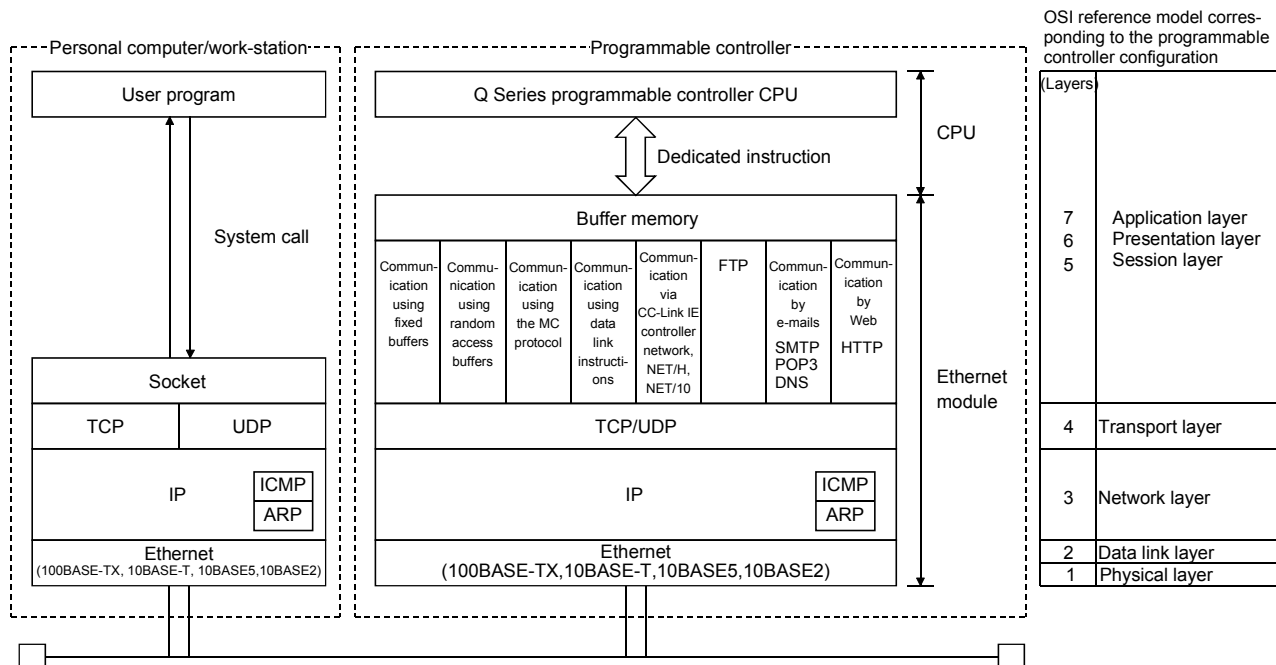 OSI reference model corres-
ponding to the programmable
controller configuration
Personal computer/work-station
Programmable controller
(Layers)
User program
Q Series programmable controller CPU
CPU
Dedicated instruction
System call
Buffer memory
Commun-
ication
using
fixed
buffers
Commu-
nication
using
random
access
buffers
Commun-
ication
using
the MC
protocol
Commun-
ication
using
data
link
instructi-
ons
Commun-
ication
via
CC-Link IE
controller
network,
NET/H,
NET/10
FTP
Commun-
ication
by
e-mails
SMTP
POP3
DNS
Commun-
ication
by
Web
HTTP
7 Application layer
6 Presentation layer
5 Session layer
Ethernet
module
Socket
TCP UDP
TCP/UDP
4 Transport layer
IP
ICMP
ARP
IP
ICMP
ARP
3 Network layer
Ethernet
(100BASE-TX, 10BASE-T, 10BASE5,10BASE2)
Ethernet
(100BASE-TX,10BASE-T,10BASE5,10BASE2)
2 Data link layer
1 Physical layer